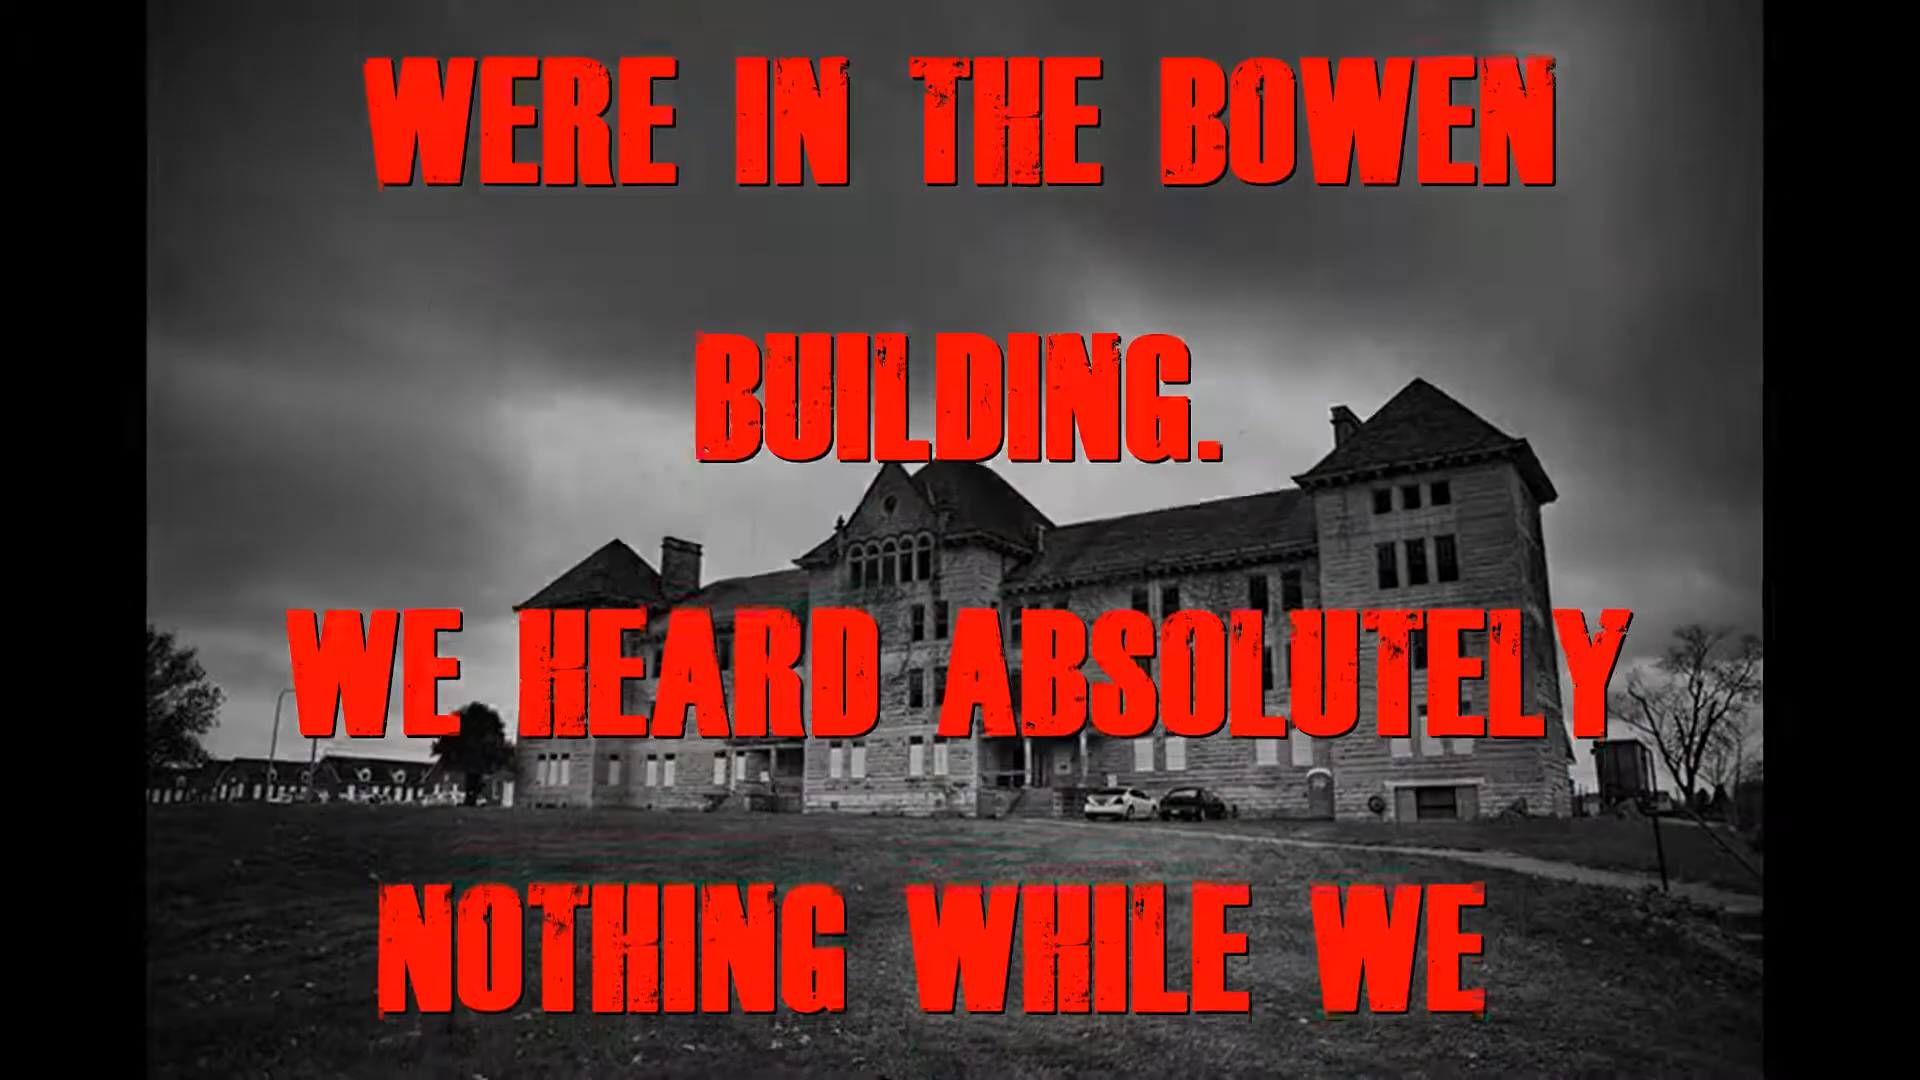 WERE IN THE BOWEN
BUILDING.
WE HEARD ABSOLUTELY
NOTHING WHILE WE